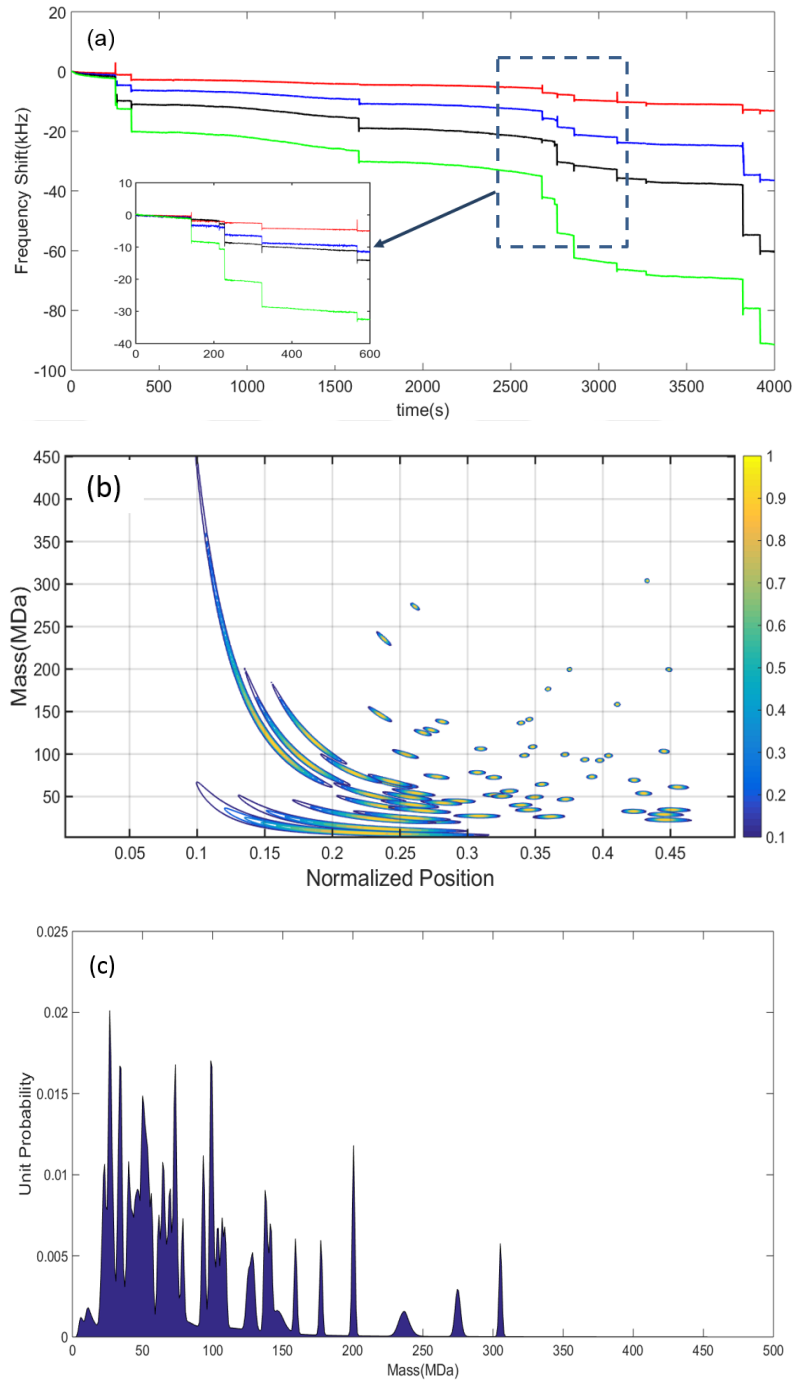 (a)
Frequency Shift(kHz)
20
0
-20
-40
-60
-80
-100
10
0
-10
-20
-30
-40
0 200 400 600
0 500 1000 1500 2000 2500 3000 3500 4000
time(s)
(b)
Mass(MDa)
450
400
350
300
250
200
150
100
50
0.05 0.1 0.15 0.2 0.25 0.3 0.35 0.4 0.45
Normalized Position
1
0.9
0.8
0.7
0.6
0.5
0.4
0.3
0.2
0.1
(c)
Unit Probability
0.025
0.02
0.015
0.01
0.005
0
0 50 100 150 200 250 300 350 400 450 500
Mass(MDa)